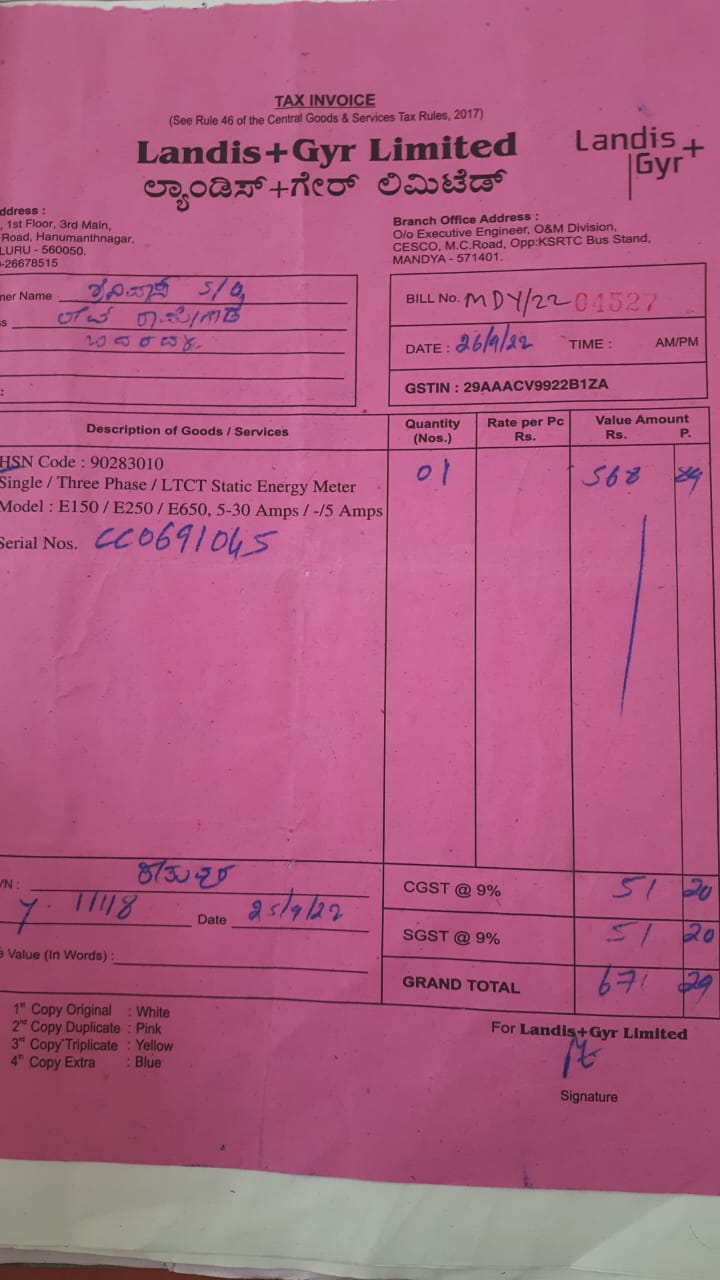 TAX INVOICE
(See Rule 46 of the Central Goods & Services Tax Rules, 2017)
Landis+Gyr Limited
ಲ್ಯಾಂಡಿಸ್+ಗೇರ್ ಲಿಮಿಟೆಡ್
Landis
Gyr+
ddress :
, 1st Floor, 3rd Main,
Road, Hanumanthnagar,
LURU - 560050.
-26678515
Branch Office Address :
O/o Executive Engineer, O&M Division,
CESCO, M.C.Road, Opp:KSRTC Bus Stand,
MANDYA - 571401.
ner Name S/o
s
:
BILL No. MDY/22 04527
DATE : 26/9/22 TIME : AM/PM
GSTIN : 29AAACV9922B1ZA
Description of Goods / Services
Quantity (Nos.)
Rate per Pc Rs.
Value Amount Rs. P.
HSN Code : 90283010
Single / Three Phase / LTCT Static Energy Meter
Model : E150 / E250 / E650, 5-30 Amps / -/5 Amps
Serial Nos. CC0691045
01 568
/N :
y. 11118 Date 25/9/22
e Value (In Words) :
CGST @ 9% 51 20
SGST @ 9% 51 20
GRAND TOTAL 671 29
1st Copy Original : White
2nd Copy Duplicate : Pink
3rd Copy Triplicate : Yellow
4th Copy Extra : Blue
For Landis+Gyr Limited
Signature